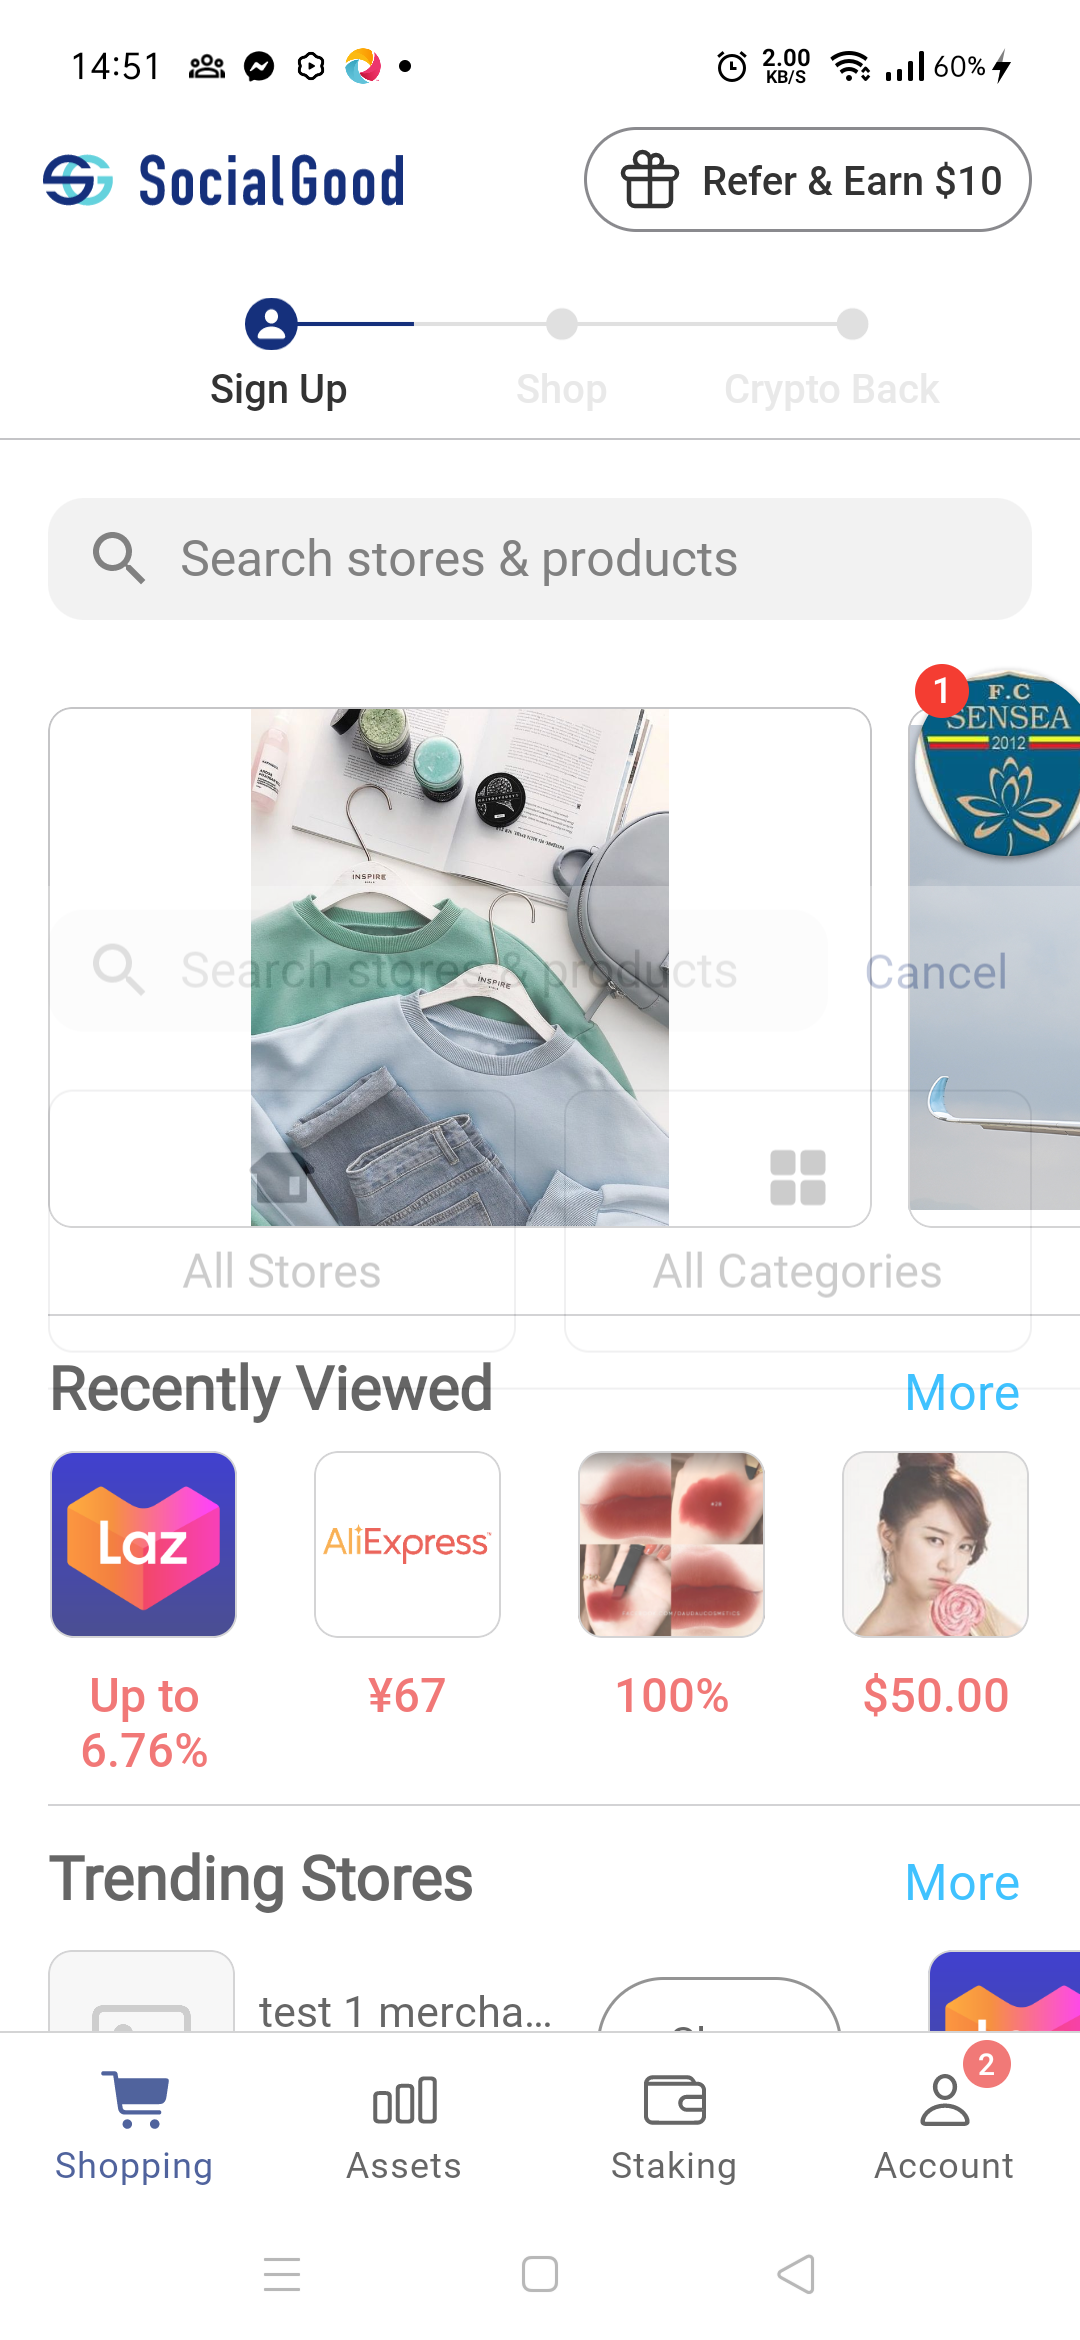 14:51
2.00
KB/S
60%
SocialGood
Refer & Earn $10
Sign Up
Shop
Crypto Back
Search stores & products
1
F.C
SENSEA
2012
INSPIRE
INSPIRE
Search stores & products
Cancel
All Stores
All Categories
Recently Viewed
More
Laz
AliExpress
Up to
6.76%
¥67
100%
$50.00
Trending Stores
More
test 1 mercha...
2
Shopping
Assets
Staking
Account